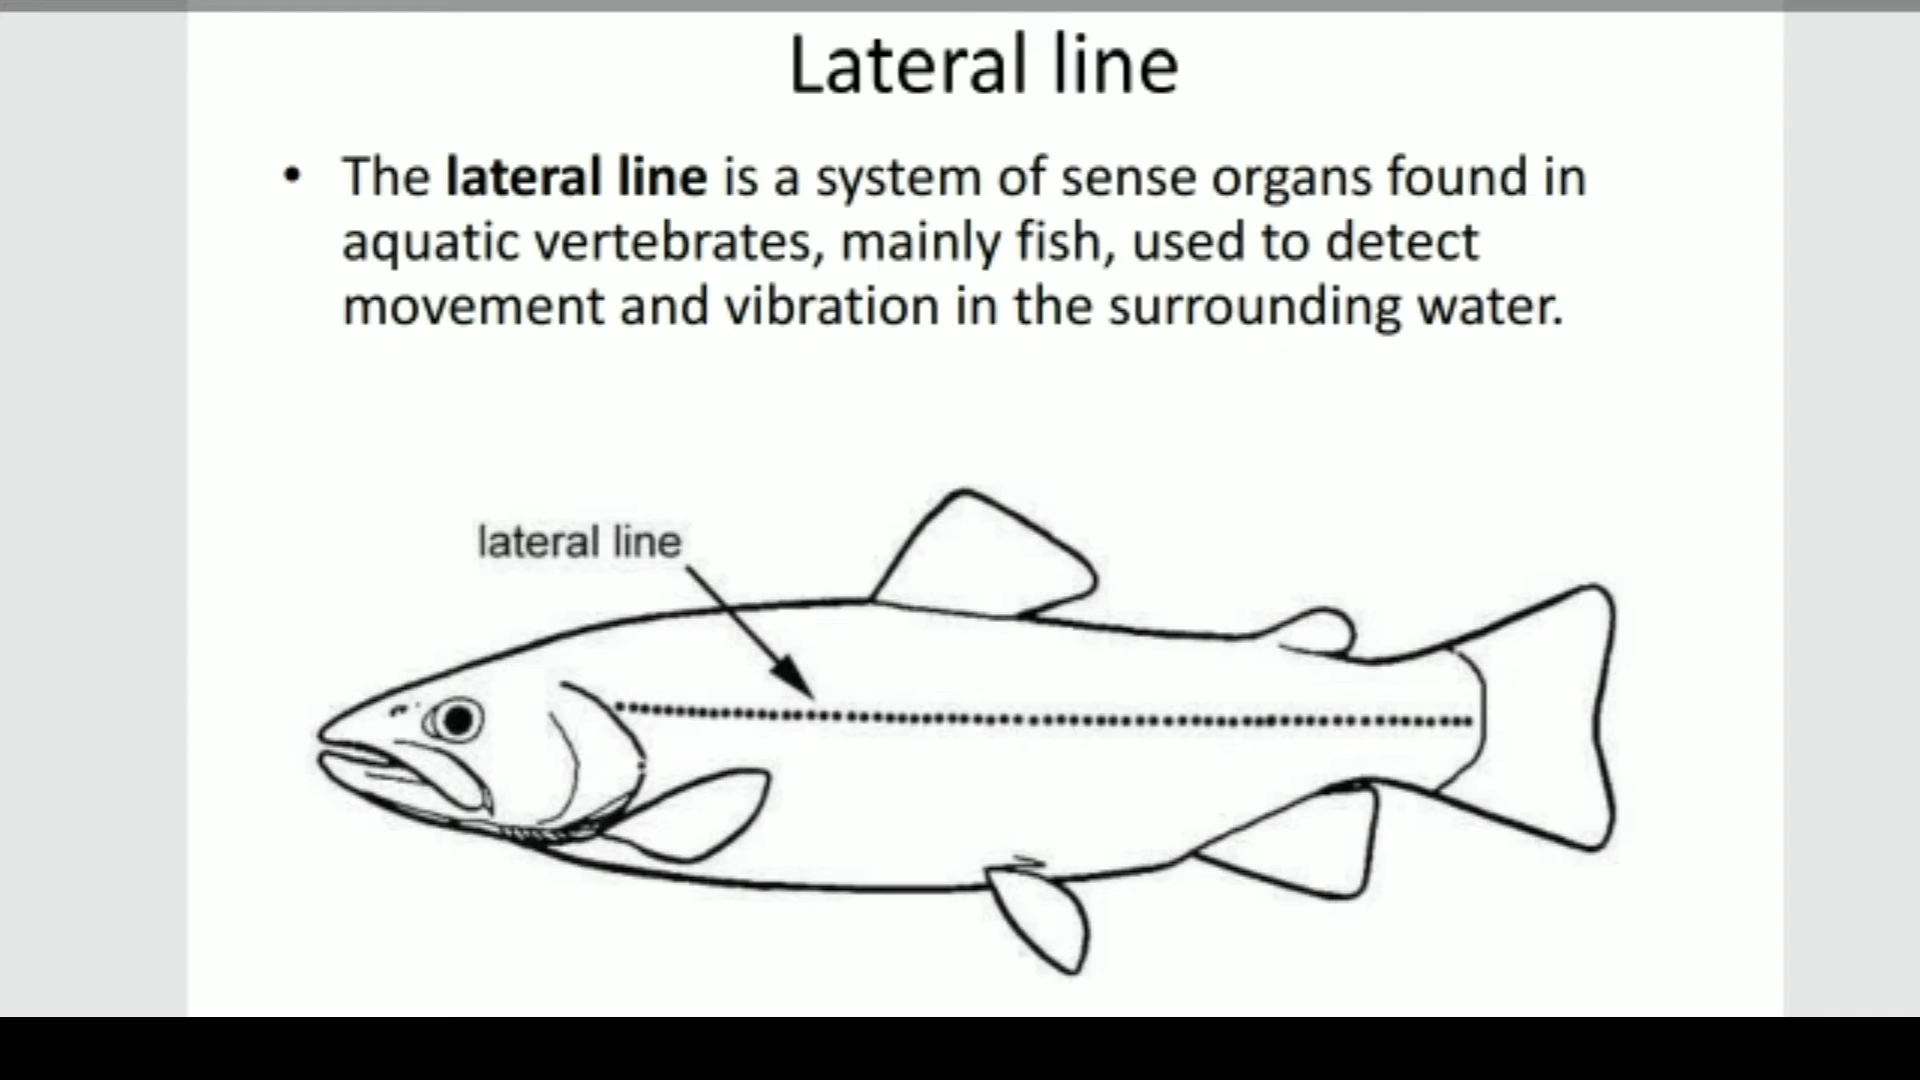 Lateral line
• The lateral line is a system of sense organs found in
aquatic vertebrates, mainly fish, used to detect
movement and vibration in the surrounding water.
lateral line